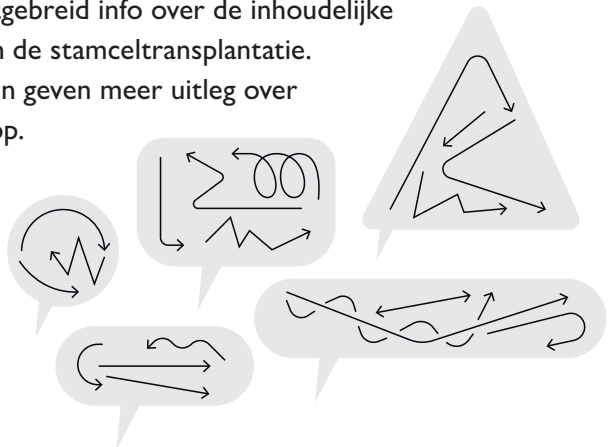 gebreid info over de inhoudelijke
de stamceltransplantatie.
n geven meer uitleg over
op.